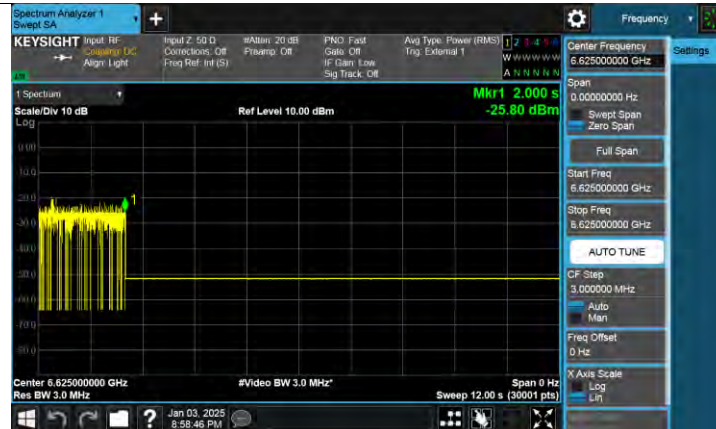 Spectrum Analyzer 1
Swept SA
+
Frequency
KEYSIGHT
Input: RF
Coupling: DC
Align: Light
Input Z: 50 Ω
Corrections: Off
Freq Ref: Int (S)
#Atten: 20 dB
Preamp: Off
PNO: Fast
Gate: Off
IF Gain: Low
Sig Track: Off
Avg Type: Power (RMS)
Trig: External 1
1 2 3 4 5 6
W W W W W W
A N N N N N
Center Frequency
6.625000000 GHz
Settings
Span
0.00000000 Hz
Swept Span
Zero Span
Full Span
Start Freq
6.625000000 GHz
Stop Freq
6.625000000 GHz
AUTO TUNE
CF Step
3.000000 MHz
Auto
Man
Freq Offset
0 Hz
X Axis Scale
Log
Lin
1 Spectrum
Scale/Div 10 dB
Ref Level 10.00 dBm
Mkr1 2.000 s
-25.80 dBm
Log
0.00
-10.0
-20.0
1
-30.0
-40.0
-50.0
-60.0
-70.0
-80.0
Center 6.625000000 GHz
#Video BW 3.0 MHz*
Span 0 Hz
Res BW 3.0 MHz
Sweep 12.00 s (30001 pts)
?
Jan 03, 2025
8:58:46 PM